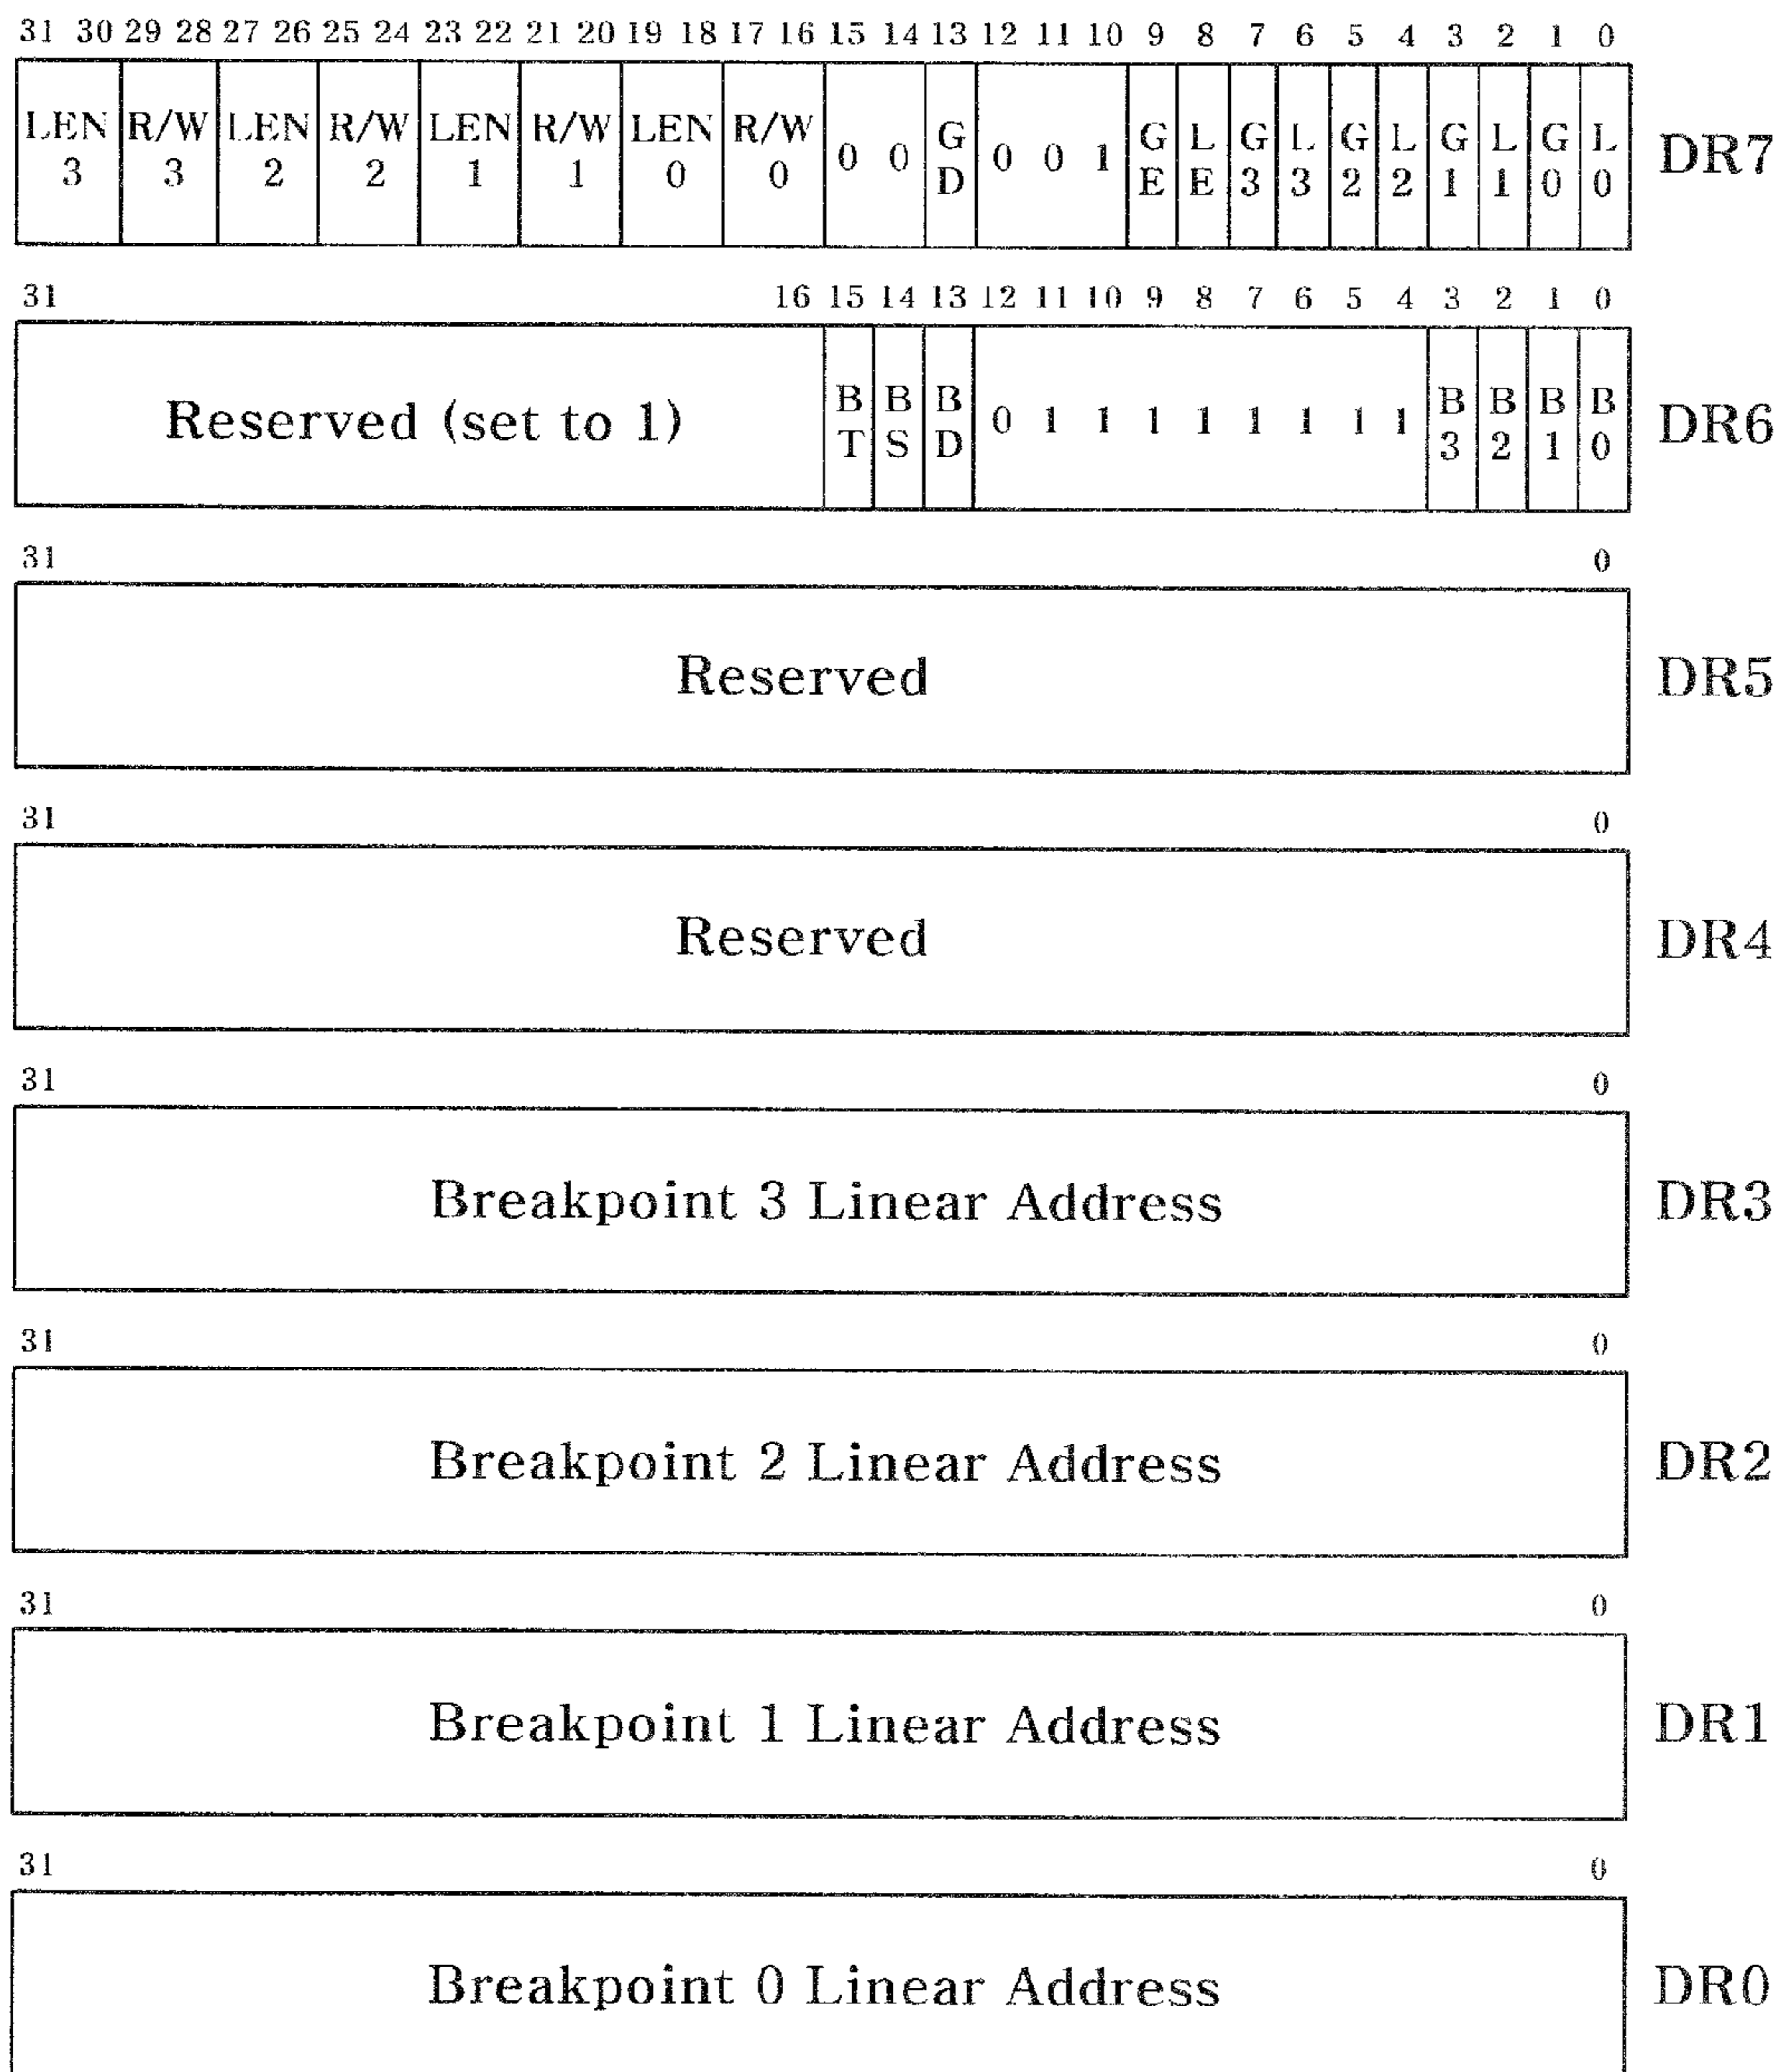 31 30 29 28 27 26 25 24 23 22 21 20 19 18 17 16 15 14 13 12 11 10 9 8 7 6 5 4 3 2 1 0
LEN R/W LEN R/W LEN R/W LEN R/W 0 0 G 0 0 1 G L G L G L G L G L DR7
3 3 2 2 1 1 0 0 D E E 3 3 2 2 1 1 0 0
31 16 15 14 13 12 11 10 9 8 7 6 5 4 3 2 1 0
Reserved (set to 1) B B B 0 1 1 1 1 1 1 1 1 B B B B DR6
T S D 3 2 1 0
31 0
Reserved DR5
31 0
Reserved DR4
31 0
Breakpoint 3 Linear Address DR3
31 0
Breakpoint 2 Linear Address DR2
31 0
Breakpoint 1 Linear Address DR1
31 0
Breakpoint 0 Linear Address DR0